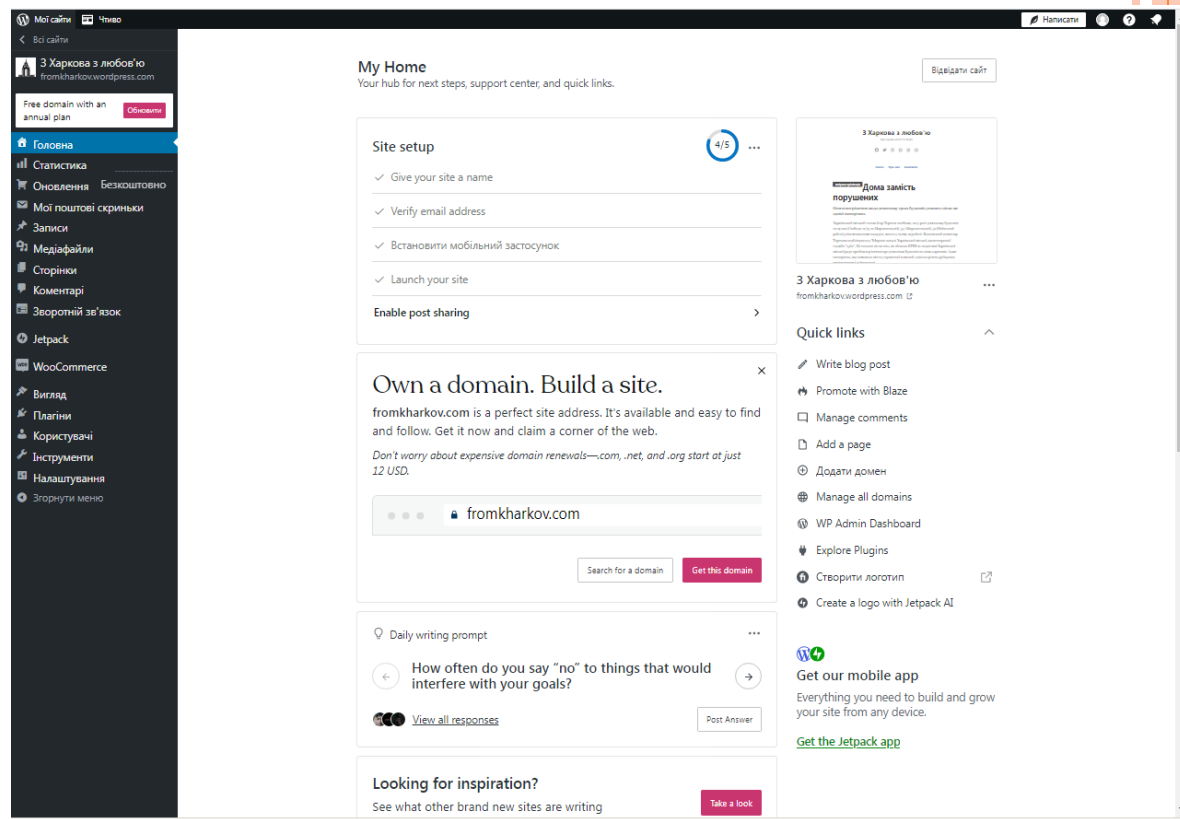 Мої сайти
Чтиво
Написати
Всі сайти
З Харкова з любов'ю
fromkharkov.wordpress.com
Free domain with an
annual plan
Обновити
Головна
Статистика
Оновлення Безкоштовно
Мої поштові скриньки
Записи
Медіафайли
Сторінки
Коментарі
Зворотній зв'язок
Jetpack
WooCommerce
Вигляд
Плагіни
Користувачі
Інструменти
Налаштування
Згорнути меню
My Home
Your hub for next steps, support center, and quick links.
Відвідати сайт
Site setup
4/5
Give your site a name
Verify email address
Встановити мобільний застосунок
Launch your site
Enable post sharing
Own a domain. Build a site.
fromkharkov.com is a perfect site address. It's available and easy to find
and follow. Get it now and claim a corner of the web.
Don't worry about expensive domain renewals—.com, .net, and .org start at just
12 USD.
fromkharkov.com
Search for a domain
Get this domain
Daily writing prompt
How often do you say “no” to things that would
interfere with your goals?
View all responses
Post Answer
Looking for inspiration?
See what other brand new sites are writing
Take a look
З Харкова з любов'ю
Дома замість
порушених
З Харкова з любов'ю
fromkharkov.wordpress.com
Quick links
Write blog post
Promote with Blaze
Manage comments
Add a page
Додати домен
Manage all domains
WP Admin Dashboard
Explore Plugins
Створити логотип
Create a logo with Jetpack AI
Get our mobile app
Everything you need to build and grow
your site from any device.
Get the Jetpack app